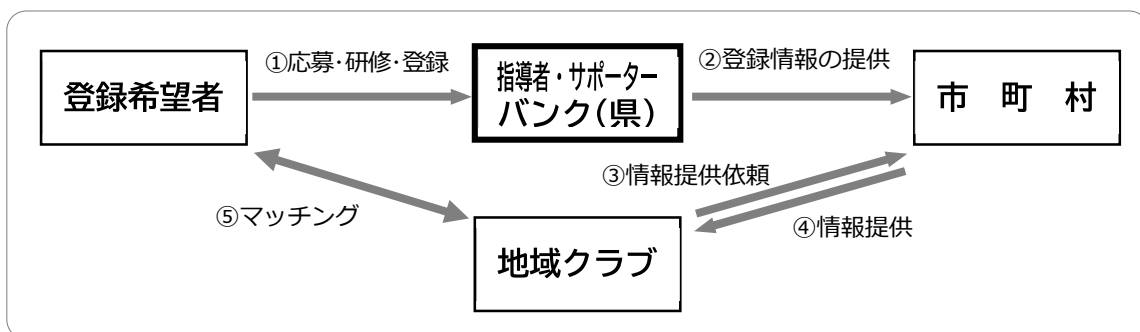 ①応募・研修・登録
②登録情報の提供
登録希望者
指導者・サポーター
バンク(県)
市　町　村
③情報提供依頼
⑤マッチング
④情報提供
地域クラブ